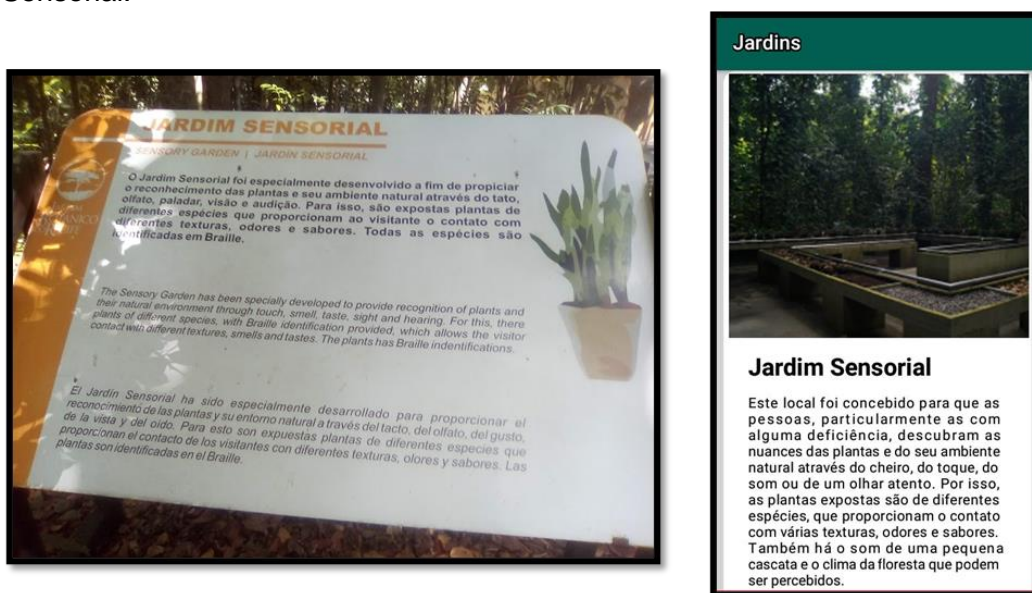 Sensorial.
JARDIM SENSORIAL
SENSORY GARDEN | JARDÍN SENSORIAL
O Jardim Sensorial foi especialmente desenvolvido a fim de propiciar
o reconhecimento das plantas e seu ambiente natural através do tato,
olfato, paladar, visão e audição. Para isso, são expostas plantas de
diferentes espécies que proporcionam ao visitante o contato com
diferentes texturas, odores e sabores. Todas as espécies são
identificadas em Braille.
The Sensory Garden has been specially developed to provide recognition of plants and
their natural environment through touch, smell, taste, sight and hearing. For this, there
plants of different species, with Braille identification provided, which allows the visitor
contact with different textures, smells and tastes. The plants has Braille indentifications.
El Jardín Sensorial ha sido especialmente desarrollado para proporcionar el
reconocimiento de las plantas y su entorno natural a través del tacto, del olfato, del gusto,
de la vista y del oído. Para esto son expuestas plantas de diferentes especies que
proporcionan el contacto de los visitantes con diferentes texturas, olores y sabores. Las
plantas son identificadas en el Braille.
Jardins
Jardim Sensorial
Este local foi concebido para que as
pessoas, particularmente as com
alguma deficiência, descubram as
nuances das plantas e do seu ambiente
natural através do cheiro, do toque, do
som ou de um olhar atento. Por isso,
as plantas expostas são de diferentes
espécies, que proporcionam o contato
com várias texturas, odores e sabores.
Também há o som de uma pequena
cascata e o clima da floresta que podem
ser percebidos.